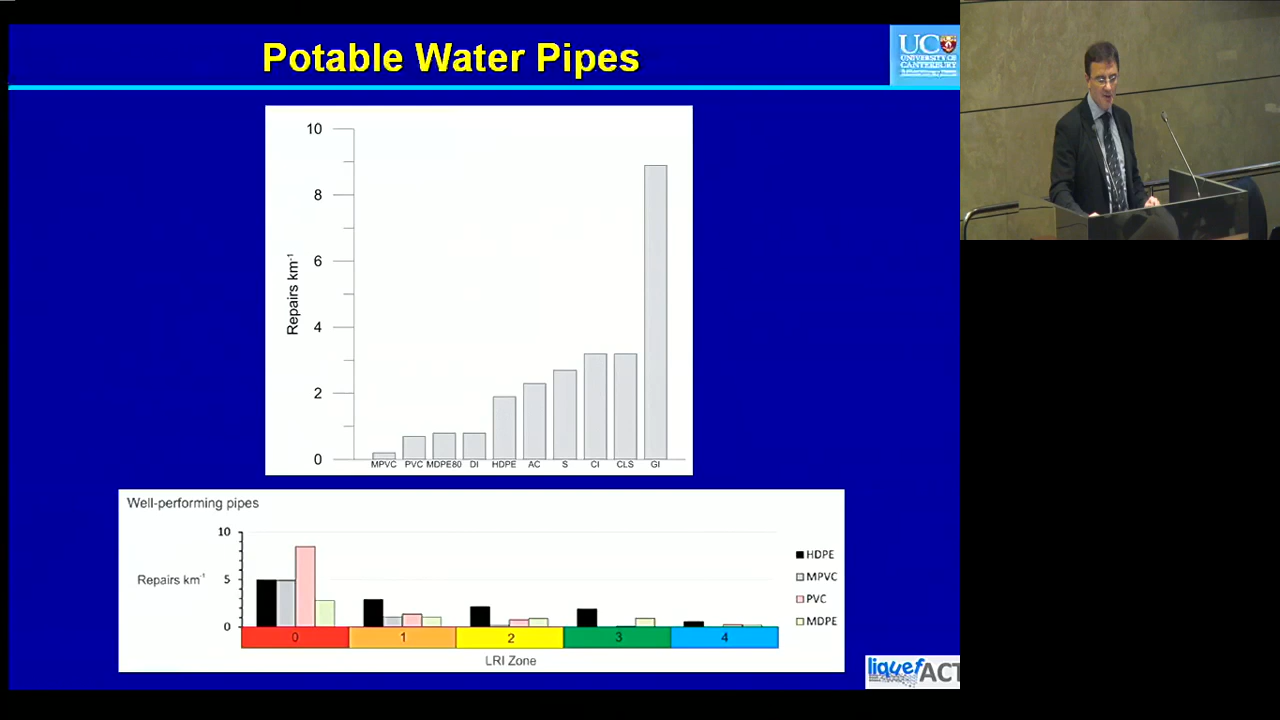 Potable Water Pipes
UC
UNIVERSITY OF
CANTERBURY
10
8
6
4
2
0
Repairs km-1
MPVC PVC MDPE80 DI HDPE AC S CI CLS GI
Well-performing pipes
10
5
0
Repairs km-1
HDPE
MPVC
PVC
MDPE
0 1 2 3 4
LRI Zone
liquefACT